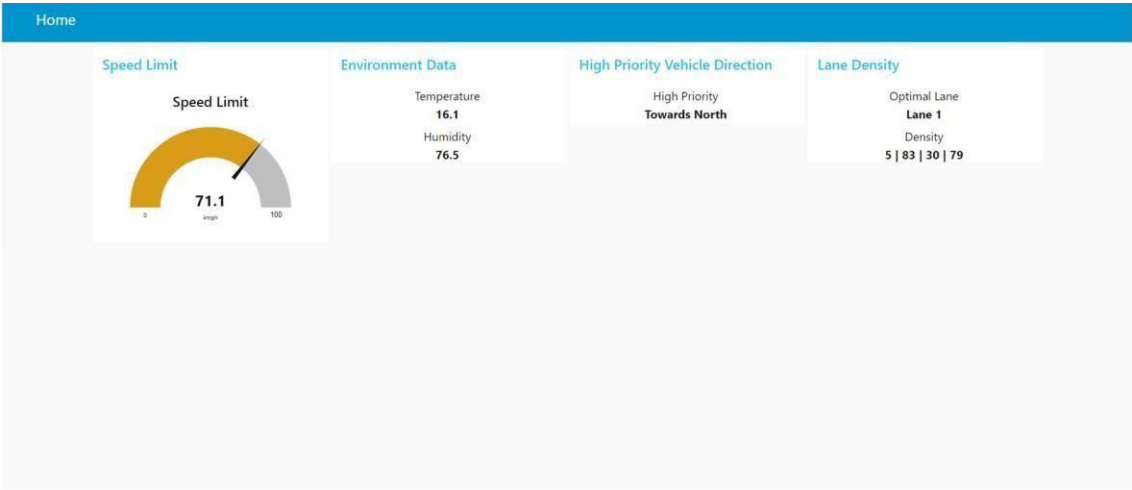 Home
Speed Limit
Speed Limit
71.1
kmph
0
100
Environment Data
Temperature
16.1
Humidity
76.5
High Priority Vehicle Direction
High Priority
Towards North
Lane Density
Optimal Lane
Lane 1
Density
5 | 83 | 30 | 79